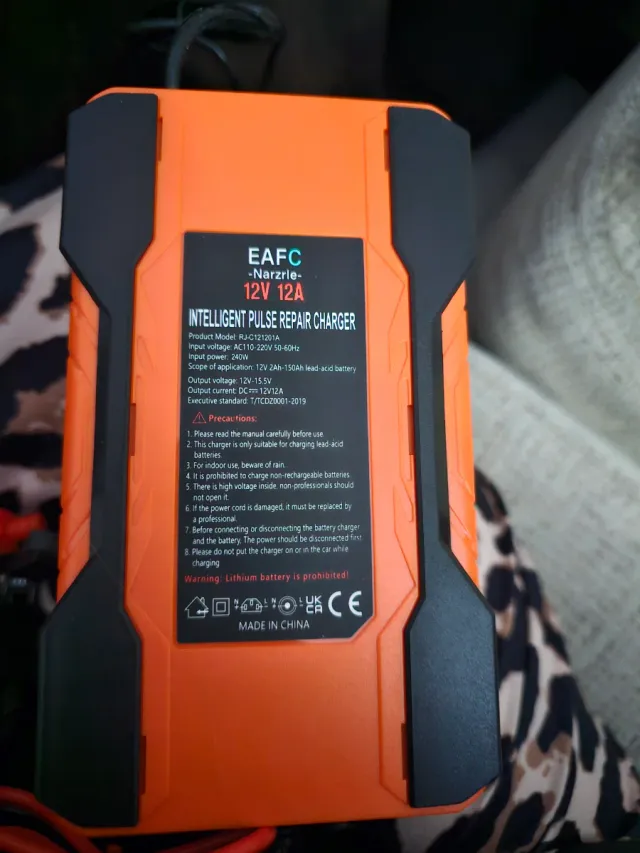 EAFC
-Narzrle-
12V 12A
INTELLIGENT PULSE REPAIR CHARGER
Product Model: RJ-C121201A
Input voltage: AC110-220V 50-60Hz
Input power: 240W
Scope of application: 12V 2Ah-150Ah lead-acid battery
Output voltage: 12V-15.5V
Output current: DC⎓12V12A
Executive standard: T/TCDZ0001-2019
Precautions:
1. Please read the manual carefully before use.
2. This charger is only suitable for charging lead-acid
batteries.
3. For indoor use, beware of rain.
4. It is prohibited to charge non-rechargeable batteries.
5. There is high voltage inside, non-professionals should
not open it.
6. If the power cord is damaged, it must be replaced by
a professional.
7. Before connecting or disconnecting the battery charger
and the battery, The power should be disconnected first
8. Please do not put the charger on or in the car while
charging
Warning: Lithium battery is prohibited!
N L N L UK CA CE
MADE IN CHINA